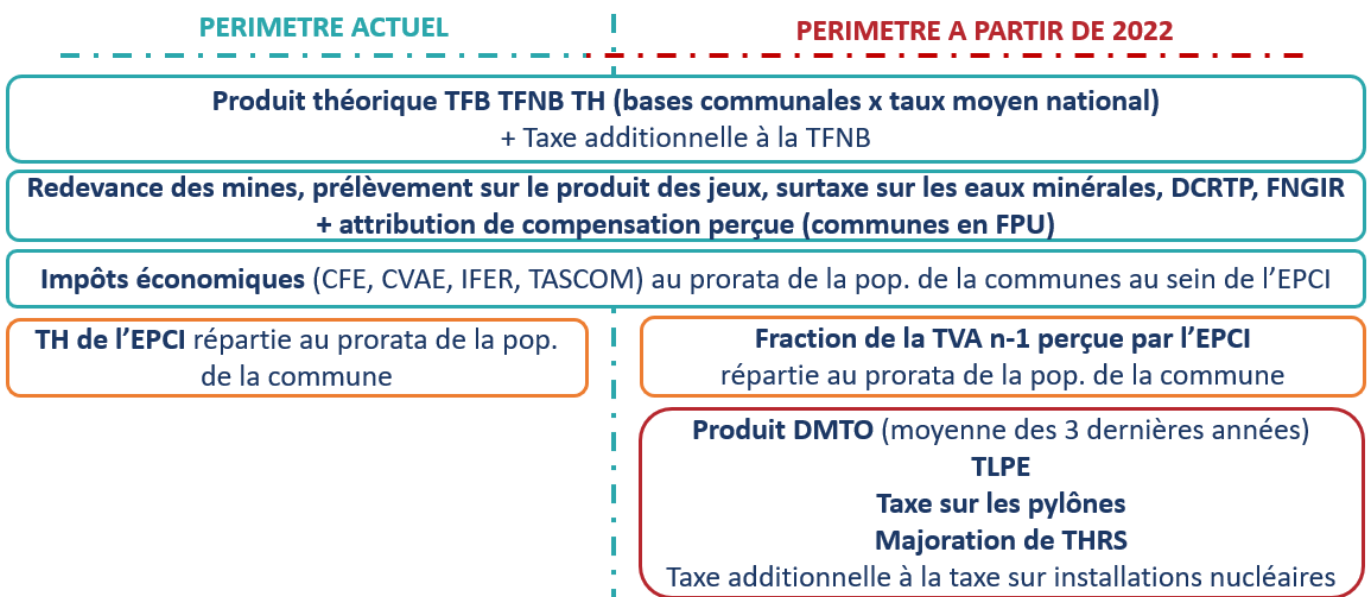 PERIMETRE ACTUEL
PERIMETRE A PARTIR DE 2022
Produit théorique TFB TFNB TH (bases communales x taux moyen national)
+ Taxe additionnelle à la TFNB
Redevance des mines, prélèvement sur le produit des jeux, surtaxe sur les eaux minérales, DCRTP, FNGIR
+ attribution de compensation perçue (communes en FPU)
Impôts économiques (CFE, CVAE, IFER, TASCOM) au prorata de la pop. de la communes au sein de l’EPCI
TH de l’EPCI répartie au prorata de la pop.
de la commune
Fraction de la TVA n-1 perçue par l’EPCI
répartie au prorata de la pop. de la commune
Produit DMTO (moyenne des 3 dernières années)
TLPE
Taxe sur les pylônes
Majoration de THRS
Taxe additionnelle à la taxe sur installations nucléaires